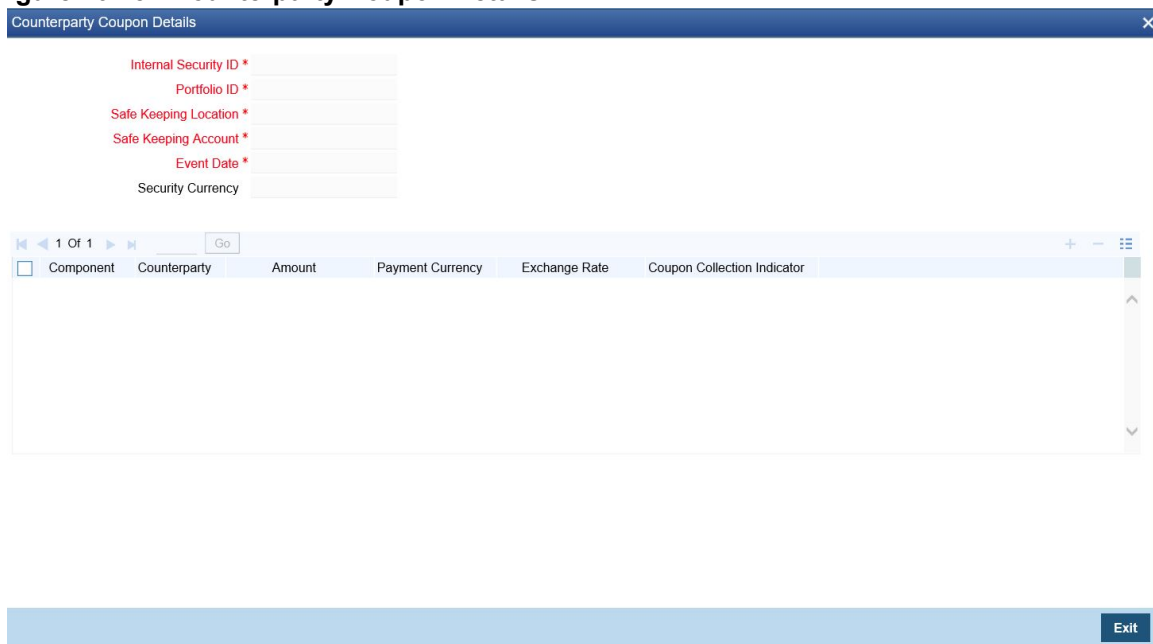 Counterparty Coupon Details
Internal Security ID *
Portfolio ID *
Safe Keeping Location *
Safe Keeping Account *
Event Date *
Security Currency
1 Of 1 Go
Component Counterparty Amount Payment Currency Exchange Rate Coupon Collection Indicator
Exit